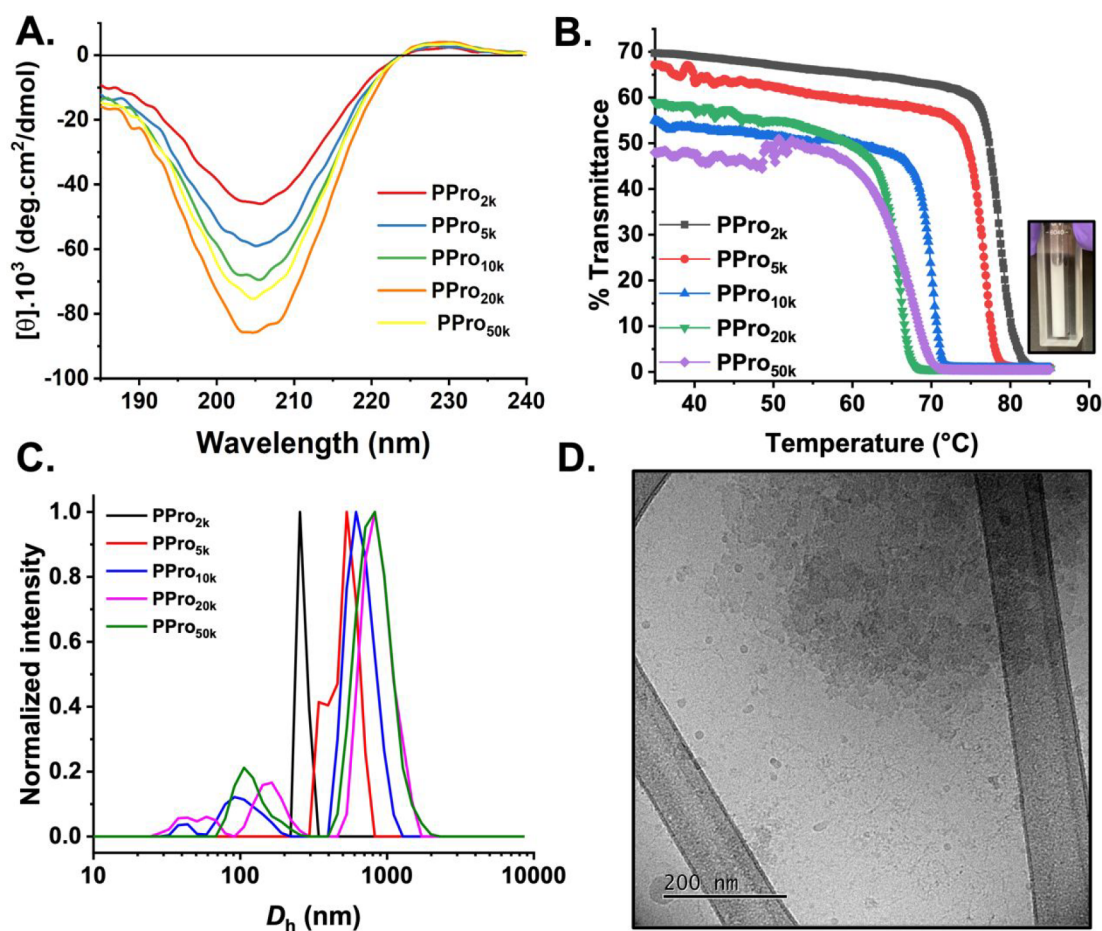 A.
[θ].10³ (deg.cm²/dmol)
0
-20
-40
-60
-80
-100
190
200
210
220
230
240
Wavelength (nm)
PPro₂ₖ
PPro₅ₖ
PPro₁₀ₖ
PPro₂₀ₖ
PPro₅₀ₖ
B.
% Transmittance
70
60
50
40
30
20
10
0
40
50
60
70
80
90
Temperature (°C)
PPro₂ₖ
PPro₅ₖ
PPro₁₀ₖ
PPro₂₀ₖ
PPro₅₀ₖ
C.
Normalized intensity
1.0
0.8
0.6
0.4
0.2
0.0
10
100
1000
10000
Dₕ (nm)
PPro₂ₖ
PPro₅ₖ
PPro₁₀ₖ
PPro₂₀ₖ
PPro₅₀ₖ
D.
200 nm